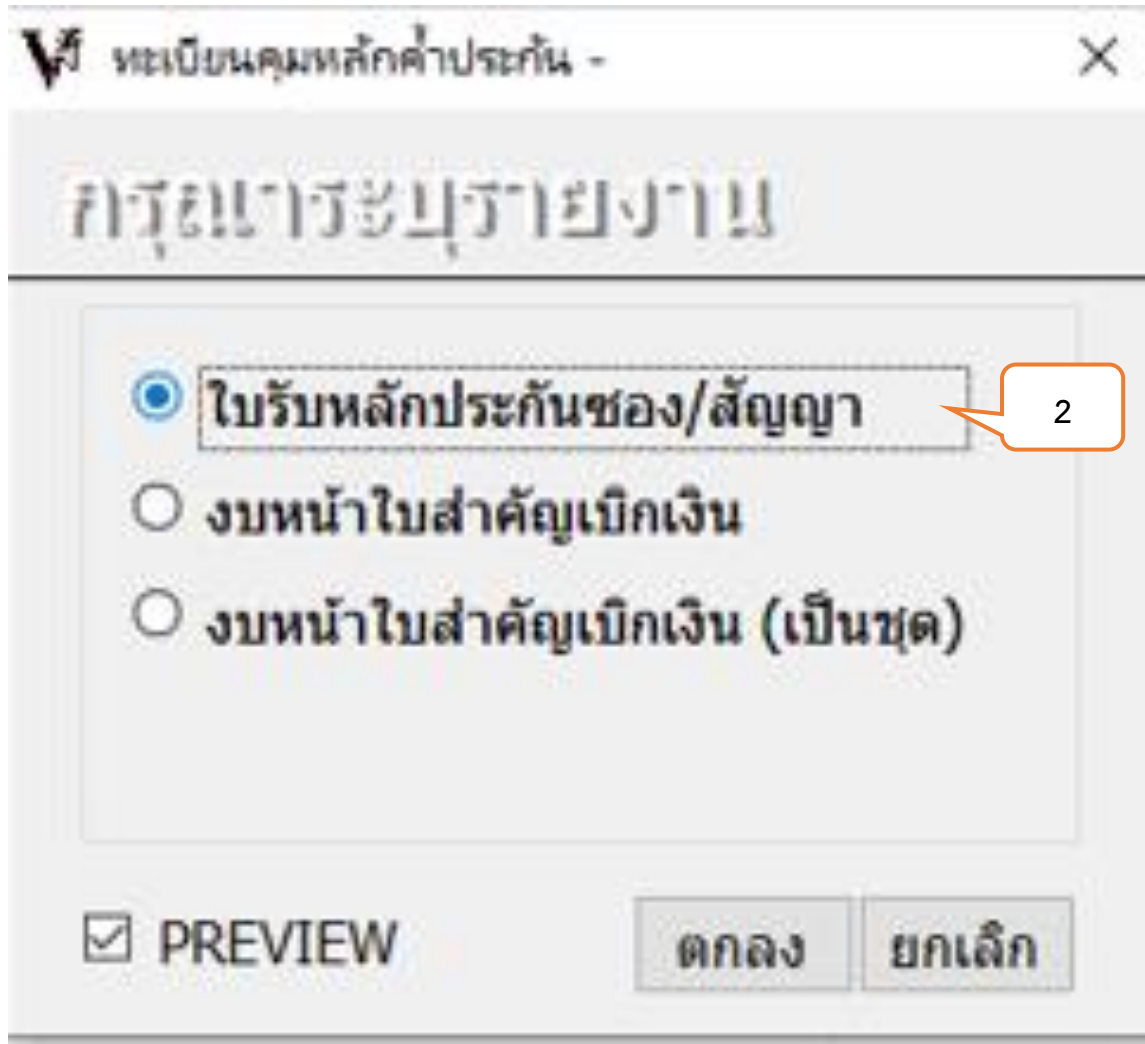 ทะเบียนคุมหลักค้ำประกัน -
กรุณาระบุรายงาน
ใบรับหลักประกันซอง/สัญญา
2
งบหน้าใบสำคัญเบิกเงิน
งบหน้าใบสำคัญเบิกเงิน (เป็นชุด)
PREVIEW ตกลง ยกเลิก